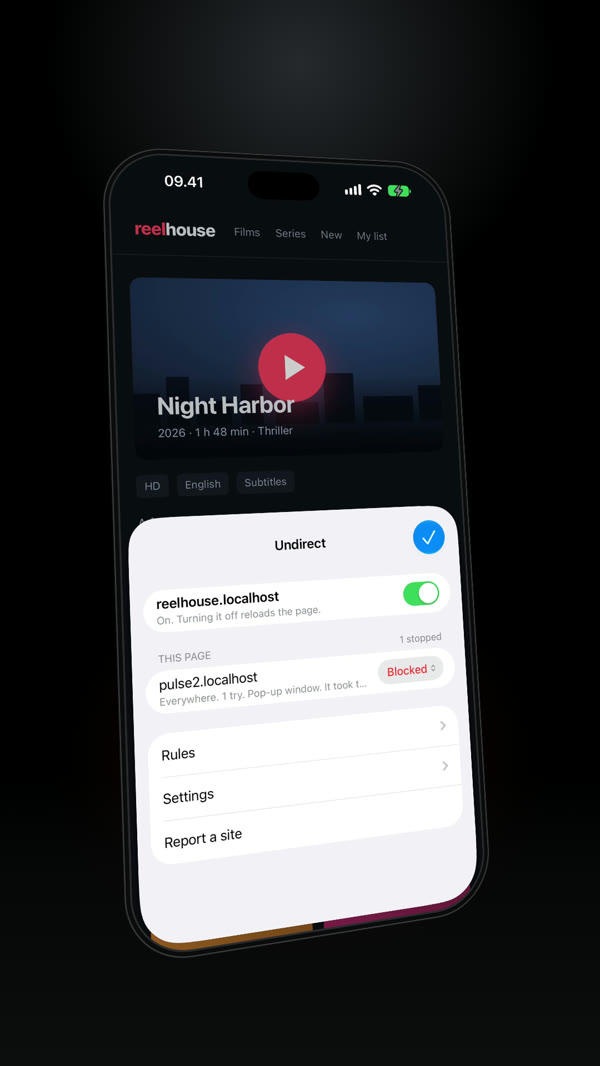 09.41
reelhouse Films Series New My list
Night Harbor
2026 · 1 h 48 min · Thriller
HD English Subtitles
Undirect
reelhouse.localhost
On. Turning it off reloads the page.
THIS PAGE 1 stopped
pulse2.localhost
Everywhere. 1 try. Pop-up window. It took t...
Blocked
Rules
Settings
Report a site